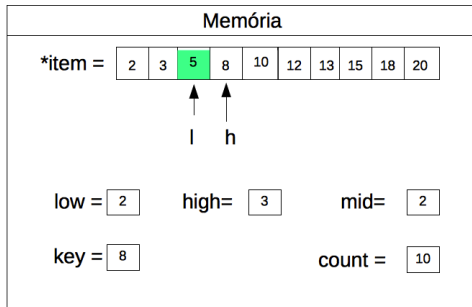 Memória
*item = 2 3 5 8 10 12 13 15 18 20
l h
low = 2 high= 3 mid= 2
key = 8 count = 10